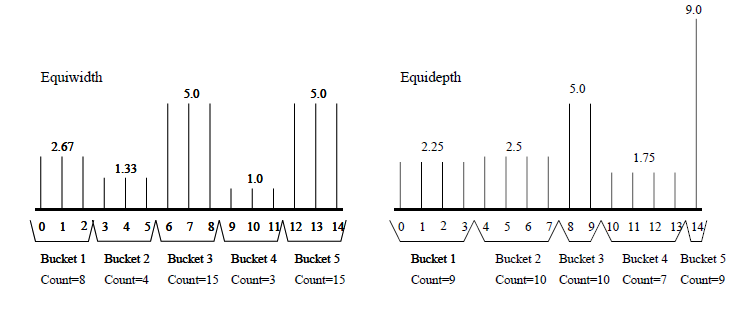 9.0
Equiwidth
Equidepth
5.0
5.0
5.0
2.67
1.33
1.0
2.25
2.5
1.75
0 1 2 3 4 5 6 7 8 9 10 11 12 13 14
0 1 2 3 4 5 6 7 8 9 10 11 12 13 14
Bucket 1 Bucket 2 Bucket 3 Bucket 4 Bucket 5
Count=8 Count=4 Count=15 Count=3 Count=15
Bucket 1 Bucket 2 Bucket 3 Bucket 4 Bucket 5
Count=9 Count=10 Count=10 Count=7 Count=9